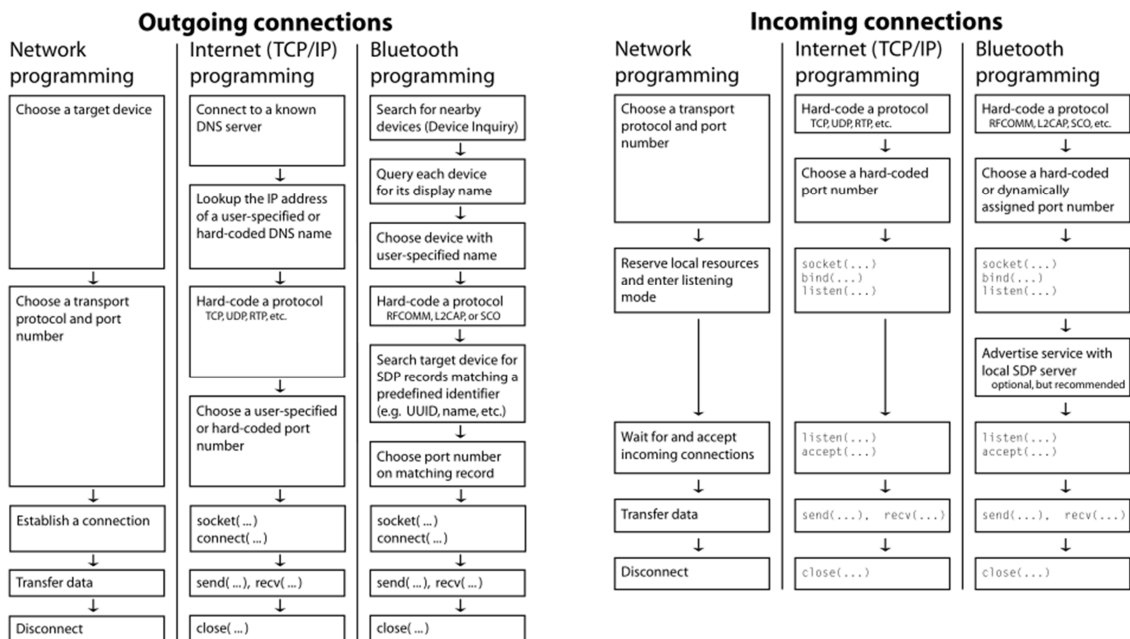 Outgoing connections
Network
programming
Choose a target device
Choose a transport
protocol and port
number
Establish a connection
Transfer data
Disconnect
Internet (TCP/IP)
programming
Connect to a known
DNS server
Lookup the IP address
of a user-specified or
hard-coded DNS name
Hard-code a protocol
TCP, UDP, RTP, etc.
Choose a user-specified
or hard-coded port
number
socket(...)
connect(...)
send(...), recv(...)
close(...)
Bluetooth
programming
Search for nearby
devices (Device Inquiry)
Query each device
for its display name
Choose device with
user-specified name
Hard-code a protocol
RFCOMM, L2CAP, or SCO
Search target device for
SDP records matching a
predefined identifier
(e.g. UUID, name, etc.)
Choose port number
on matching record
socket(...)
connect(...)
send(...), recv(...)
close(...)
Incoming connections
Network
programming
Choose a transport
protocol and port
number
Reserve local resources
and enter listening
mode
Wait for and accept
incoming connections
Transfer data
Disconnect
Internet (TCP/IP)
programming
Hard-code a protocol
TCP, UDP, RTP, etc.
Choose a hard-coded
port number
socket(...)
bind(...)
listen(...)
listen(...)
accept(...)
send(...), recv(...)
close(...)
Bluetooth
programming
Hard-code a protocol
RFCOMM, L2CAP, SCO, etc.
Choose a hard-coded
or dynamically
assigned port number
socket(...)
bind(...)
listen(...)
Advertise service with
local SDP server
optional, but recommended
listen(...)
accept(...)
send(...), recv(...)
close(...)